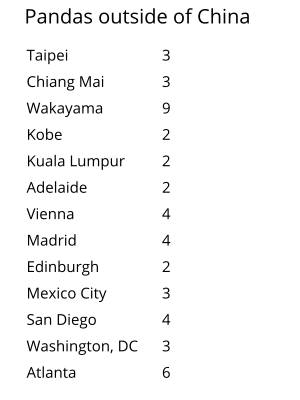 Pandas outside of China
Taipei 3
Chiang Mai 3
Wakayama 9
Kobe 2
Kuala Lumpur 2
Adelaide 2
Vienna 4
Madrid 4
Edinburgh 2
Mexico City 3
San Diego 4
Washington, DC 3
Atlanta 6